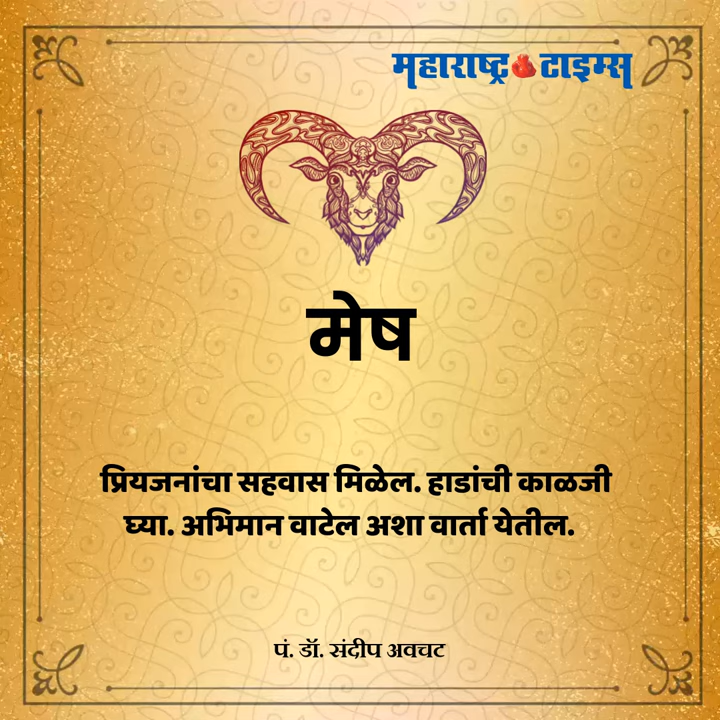 महाराष्ट्र टाइम्स
मेष
प्रियजनांचा सहवास मिळेल. हाडांची काळजी
घ्या. अभिमान वाटेल अशा वार्ता येतील.
पं. डॉ. संदीप अवचट